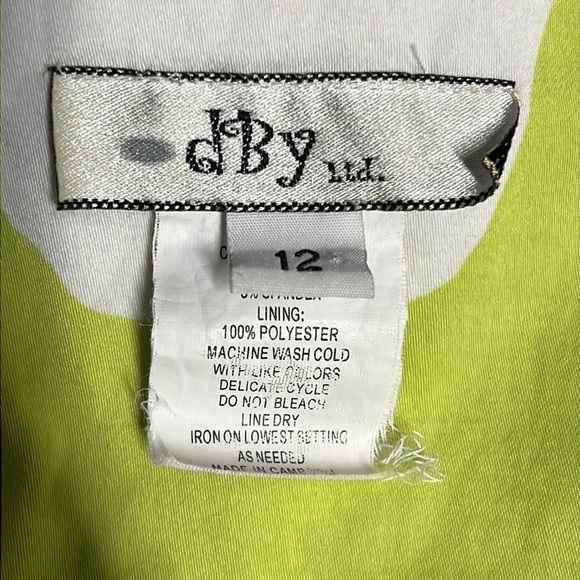 dBy Ltd.
12
SPANDEX
LINING:
100% POLYESTER
MACHINE WASH COLD
WITH LIKE COLORS
DELICATE CYCLE
DO NOT BLEACH
LINE DRY
IRON ON LOWEST SETTING
AS NEEDED
MADE IN